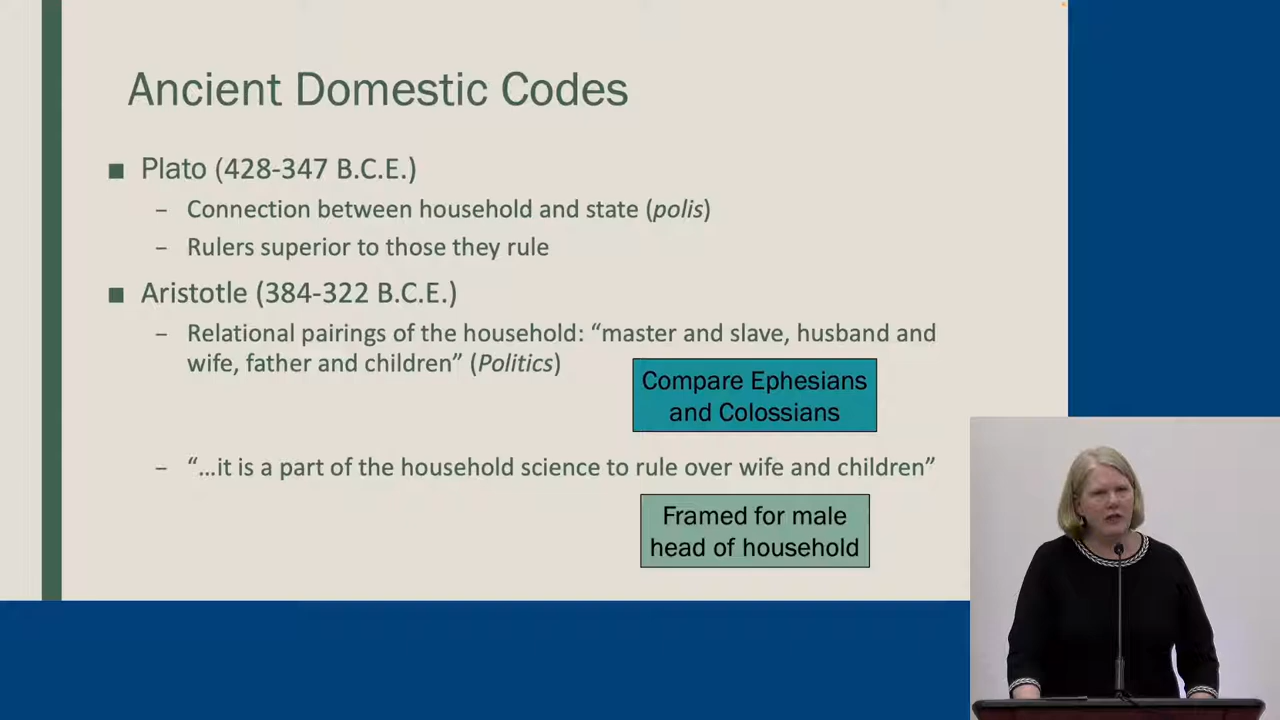 Ancient Domestic Codes
Plato (428-347 B.C.E.)
– Connection between household and state (polis)
– Rulers superior to those they rule
Aristotle (384-322 B.C.E.)
– Relational pairings of the household: “master and slave, husband and
wife, father and children” (Politics)
Compare Ephesians
and Colossians
– “…it is a part of the household science to rule over wife and children”
Framed for male
head of household